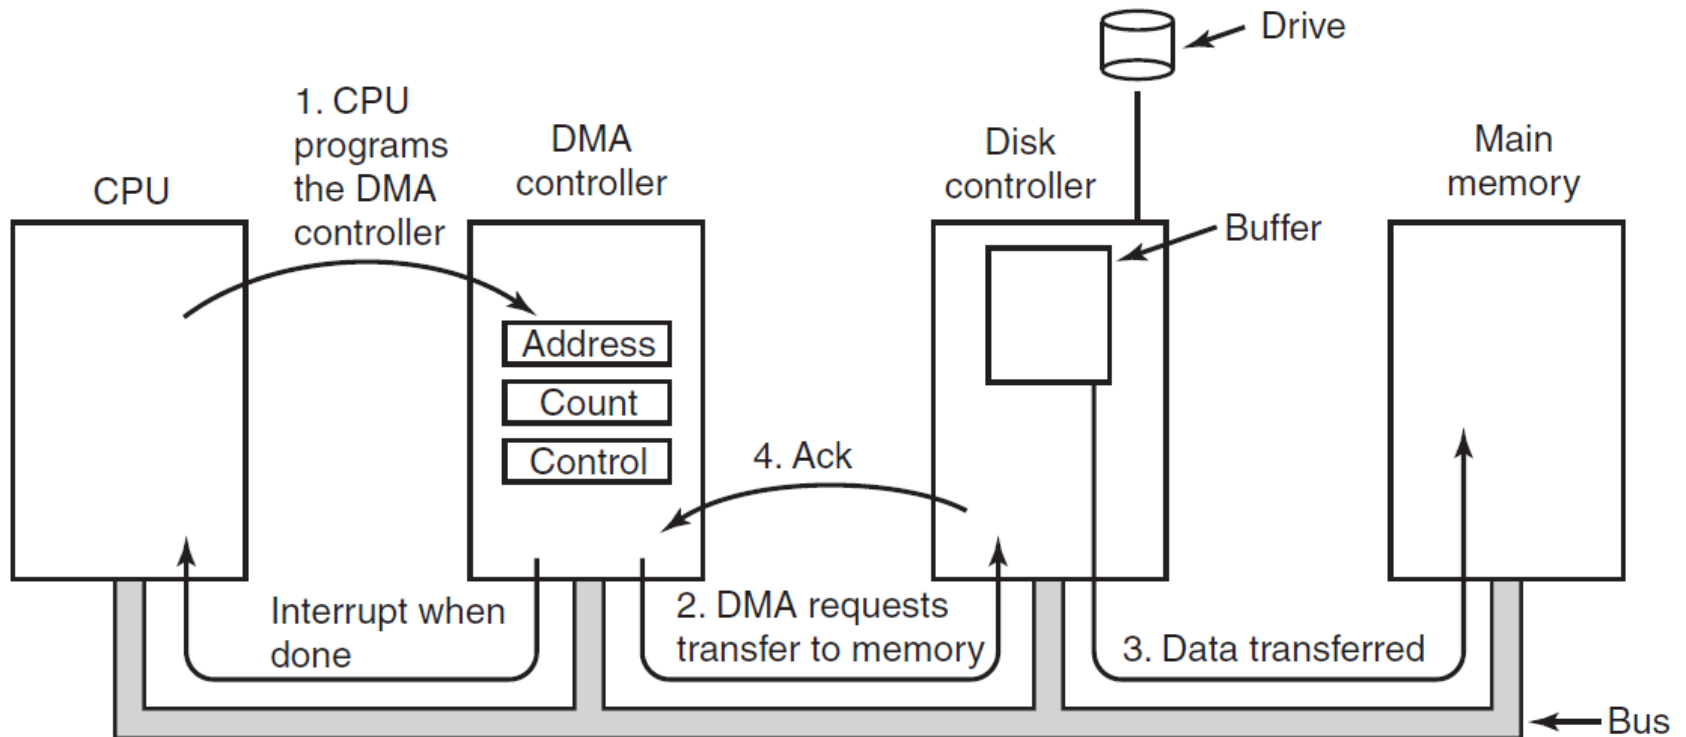 Drive
1. CPU
programs
the DMA
controller
DMA
controller
Disk
controller
Main
memory
CPU
Buffer
Address
Count
Control
4. Ack
Interrupt when
done
2. DMA requests
transfer to memory
3. Data transferred
Bus